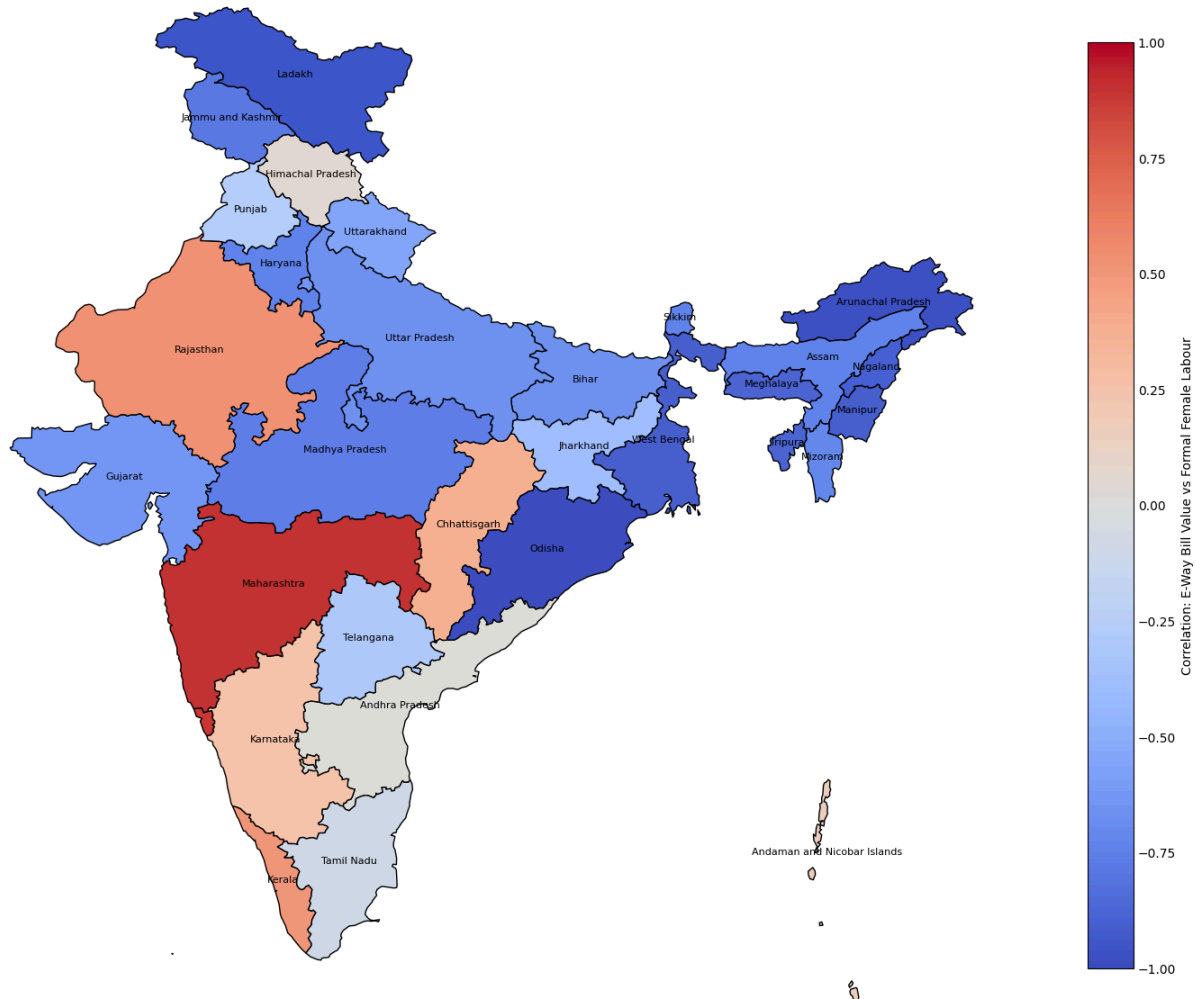 Ladakh
Jammu and Kashmir
Himachal Pradesh
Punjab
Uttarakhand
Haryana
Arunachal Pradesh
Sikkim
Uttar Pradesh
Rajasthan
Assam
Nagaland
Bihar
Meghalaya
Manipur
West Bengal
Tripura
Jharkhand
Madhya Pradesh
Mizoram
Gujarat
Chhattisgarh
Odisha
Maharashtra
Telangana
Andhra Pradesh
Karnataka
Andaman and Nicobar Islands
Tamil Nadu
Kerala
1.00
0.75
0.50
0.25
0.00
−0.25
−0.50
−0.75
−1.00
Correlation: E-Way Bill Value vs Formal Female Labour